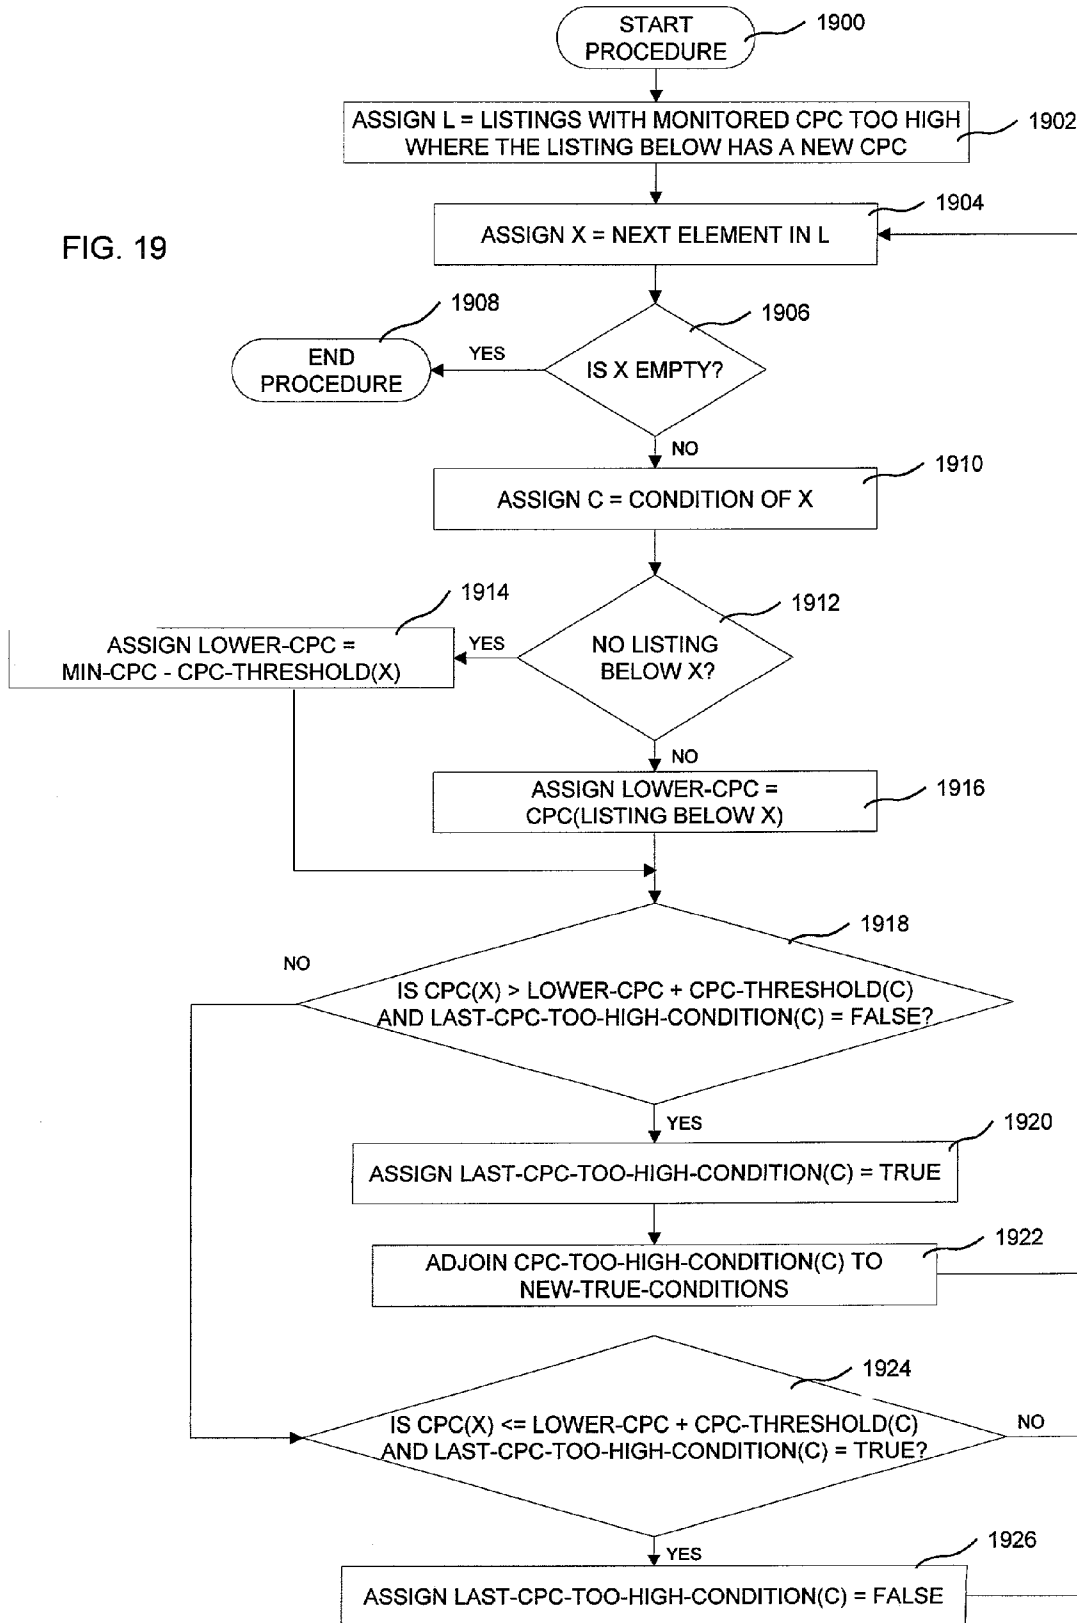 START
PROCEDURE
1900
ASSIGN L = LISTINGS WITH MONITORED CPC TOO HIGH
WHERE THE LISTING BELOW HAS A NEW CPC
1902
FIG. 19
ASSIGN X = NEXT ELEMENT IN L
1904
1908
END
PROCEDURE
YES
IS X EMPTY?
1906
NO
ASSIGN C = CONDITION OF X
1910
1914
ASSIGN LOWER-CPC =
MIN-CPC - CPC-THRESHOLD(X)
YES
NO LISTING
BELOW X?
1912
NO
ASSIGN LOWER-CPC =
CPC(LISTING BELOW X)
1916
1918
NO
IS CPC(X) > LOWER-CPC + CPC-THRESHOLD(C)
AND LAST-CPC-TOO-HIGH-CONDITION(C) = FALSE?
YES
1920
ASSIGN LAST-CPC-TOO-HIGH-CONDITION(C) = TRUE
1922
ADJOIN CPC-TOO-HIGH-CONDITION(C) TO
NEW-TRUE-CONDITIONS
1924
IS CPC(X) <= LOWER-CPC + CPC-THRESHOLD(C)
AND LAST-CPC-TOO-HIGH-CONDITION(C) = TRUE?
NO
YES
1926
ASSIGN LAST-CPC-TOO-HIGH-CONDITION(C) = FALSE